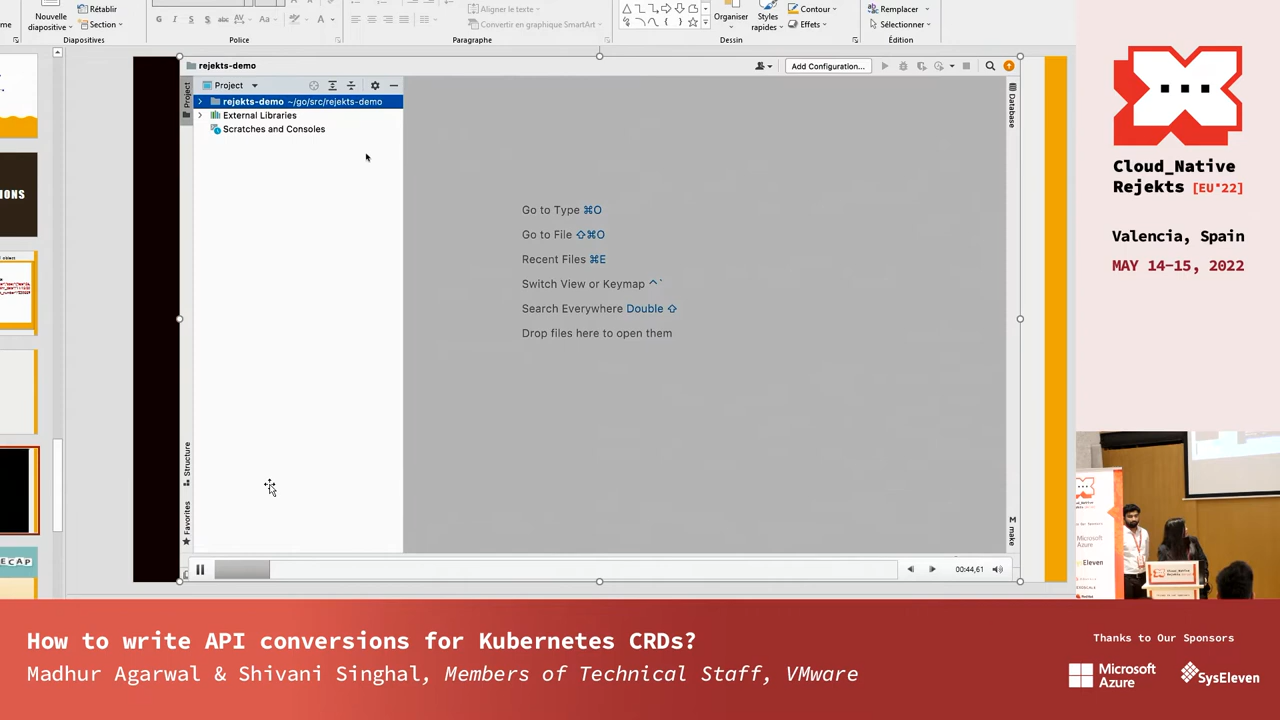 Nouvelle
diapositive
Rétablir
Section
Diapositives
G
I
S
Aa
A
Police
Aligner le texte
Convertir en graphique SmartArt
Paragraphe
Organiser
Styles
rapides
Contour
Effets
Dessin
Remplacer
Sélectionner
Édition
IONS
ECAP
rejekts-demo
Add Configuration...
Project
Project
rejekts-demo ~/go/src/rejekts-demo
External Libraries
Scratches and Consoles
Structure
Favorites
Database
make
Go to Type ⌘O
Go to File ⇧⌘O
Recent Files ⌘E
Switch View or Keymap ^`
Search Everywhere Double ⇧
Drop files here to open them
00:44,61
Cloud_Native
Rejekts [EU*22]
Valencia, Spain
MAY 14-15, 2022
How to write API conversions for Kubernetes CRDs?
Madhur Agarwal & Shivani Singhal, Members of Technical Staff, VMware
Thanks to Our Sponsors
Microsoft
Azure
SysEleven